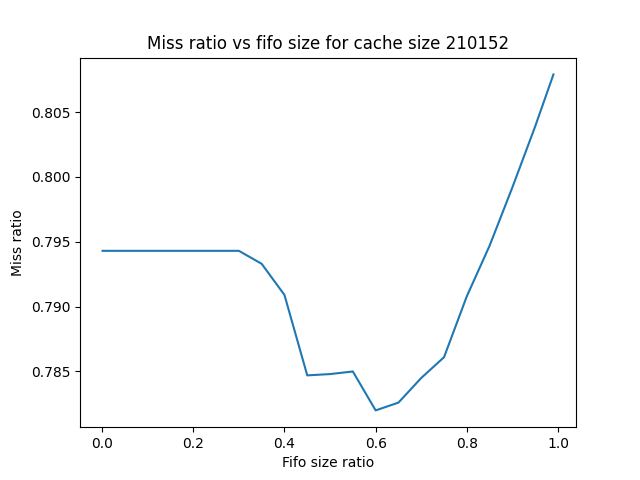 Miss ratio vs fifo size for cache size 210152
0.805
0.800
0.795
0.790
0.785
Miss ratio
0.0 0.2 0.4 0.6 0.8 1.0
Fifo size ratio